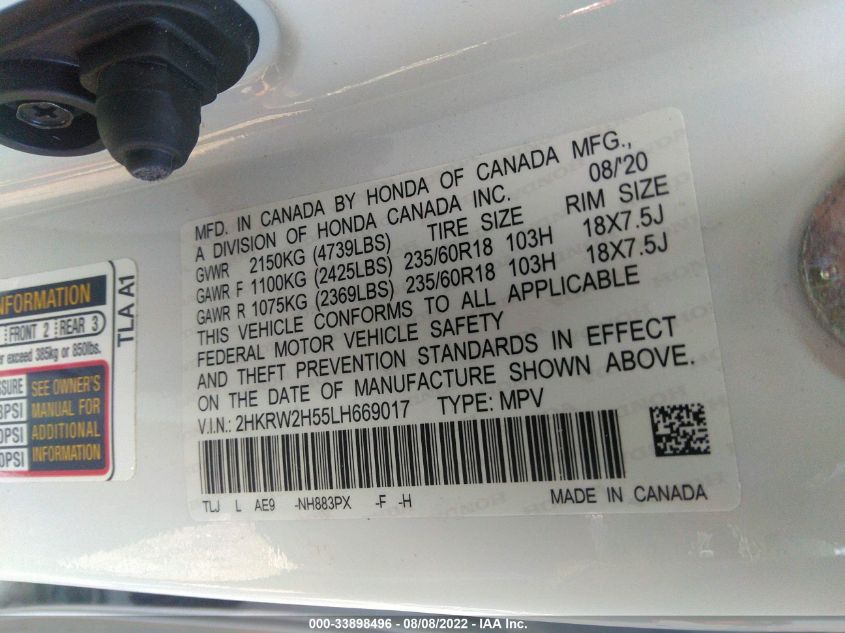 MFD. IN CANADA BY HONDA OF CANADA MFG.,
A DIVISION OF HONDA CANADA INC. 08/'20
GVWR 2150KG (4739LBS) TIRE SIZE RIM SIZE
GAWR F 1100KG (2425LBS) 235/60R18 103H 18X7.5J
GAWR R 1075KG (2369LBS) 235/60R18 103H 18X7.5J
THIS VEHICLE CONFORMS TO ALL APPLICABLE
FEDERAL MOTOR VEHICLE SAFETY
AND THEFT PREVENTION STANDARDS IN EFFECT
ON THE DATE OF MANUFACTURE SHOWN ABOVE.
V.I.N.: 2HKRW2H55LH669017 TYPE: MPV
TLJ L AE9 -NH883PX -F -H MADE IN CANADA
TLA A1
FRONT 2 REAR 3
exceed 385kg or 850lbs.
SEE OWNER'S
MANUAL FOR
ADDITIONAL
INFORMATION
000-33898496 - 08/08/2022 - IAA Inc.